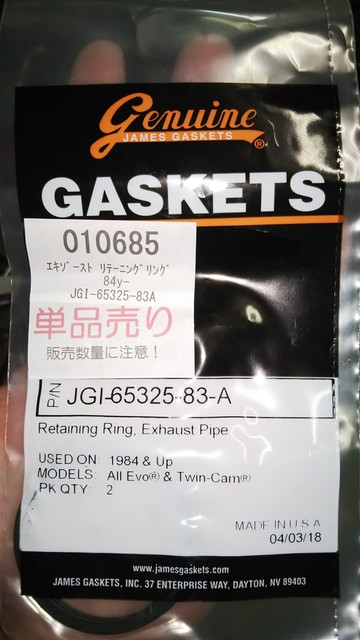 Genuine
JAMES GASKETS
®
GASKETS
010685
ｴｷｿﾞｰｽﾄ ﾘﾃｰﾆﾝｸﾞﾘﾝｸﾞ
84y-
JGI-65325-83A
単品売り
販売数量に注意！
P/N JGI-65325-83-A
Retaining Ring, Exhaust Pipe
USED ON: 1984 & Up
MODELS: All Evo® & Twin-Cam®
PK QTY: 2
MADE IN U.S.A
04/03/18
www.jamesgaskets.com
JAMES GASKETS, INC. 37 ENTERPRISE WAY, DAYTON, NV 89403